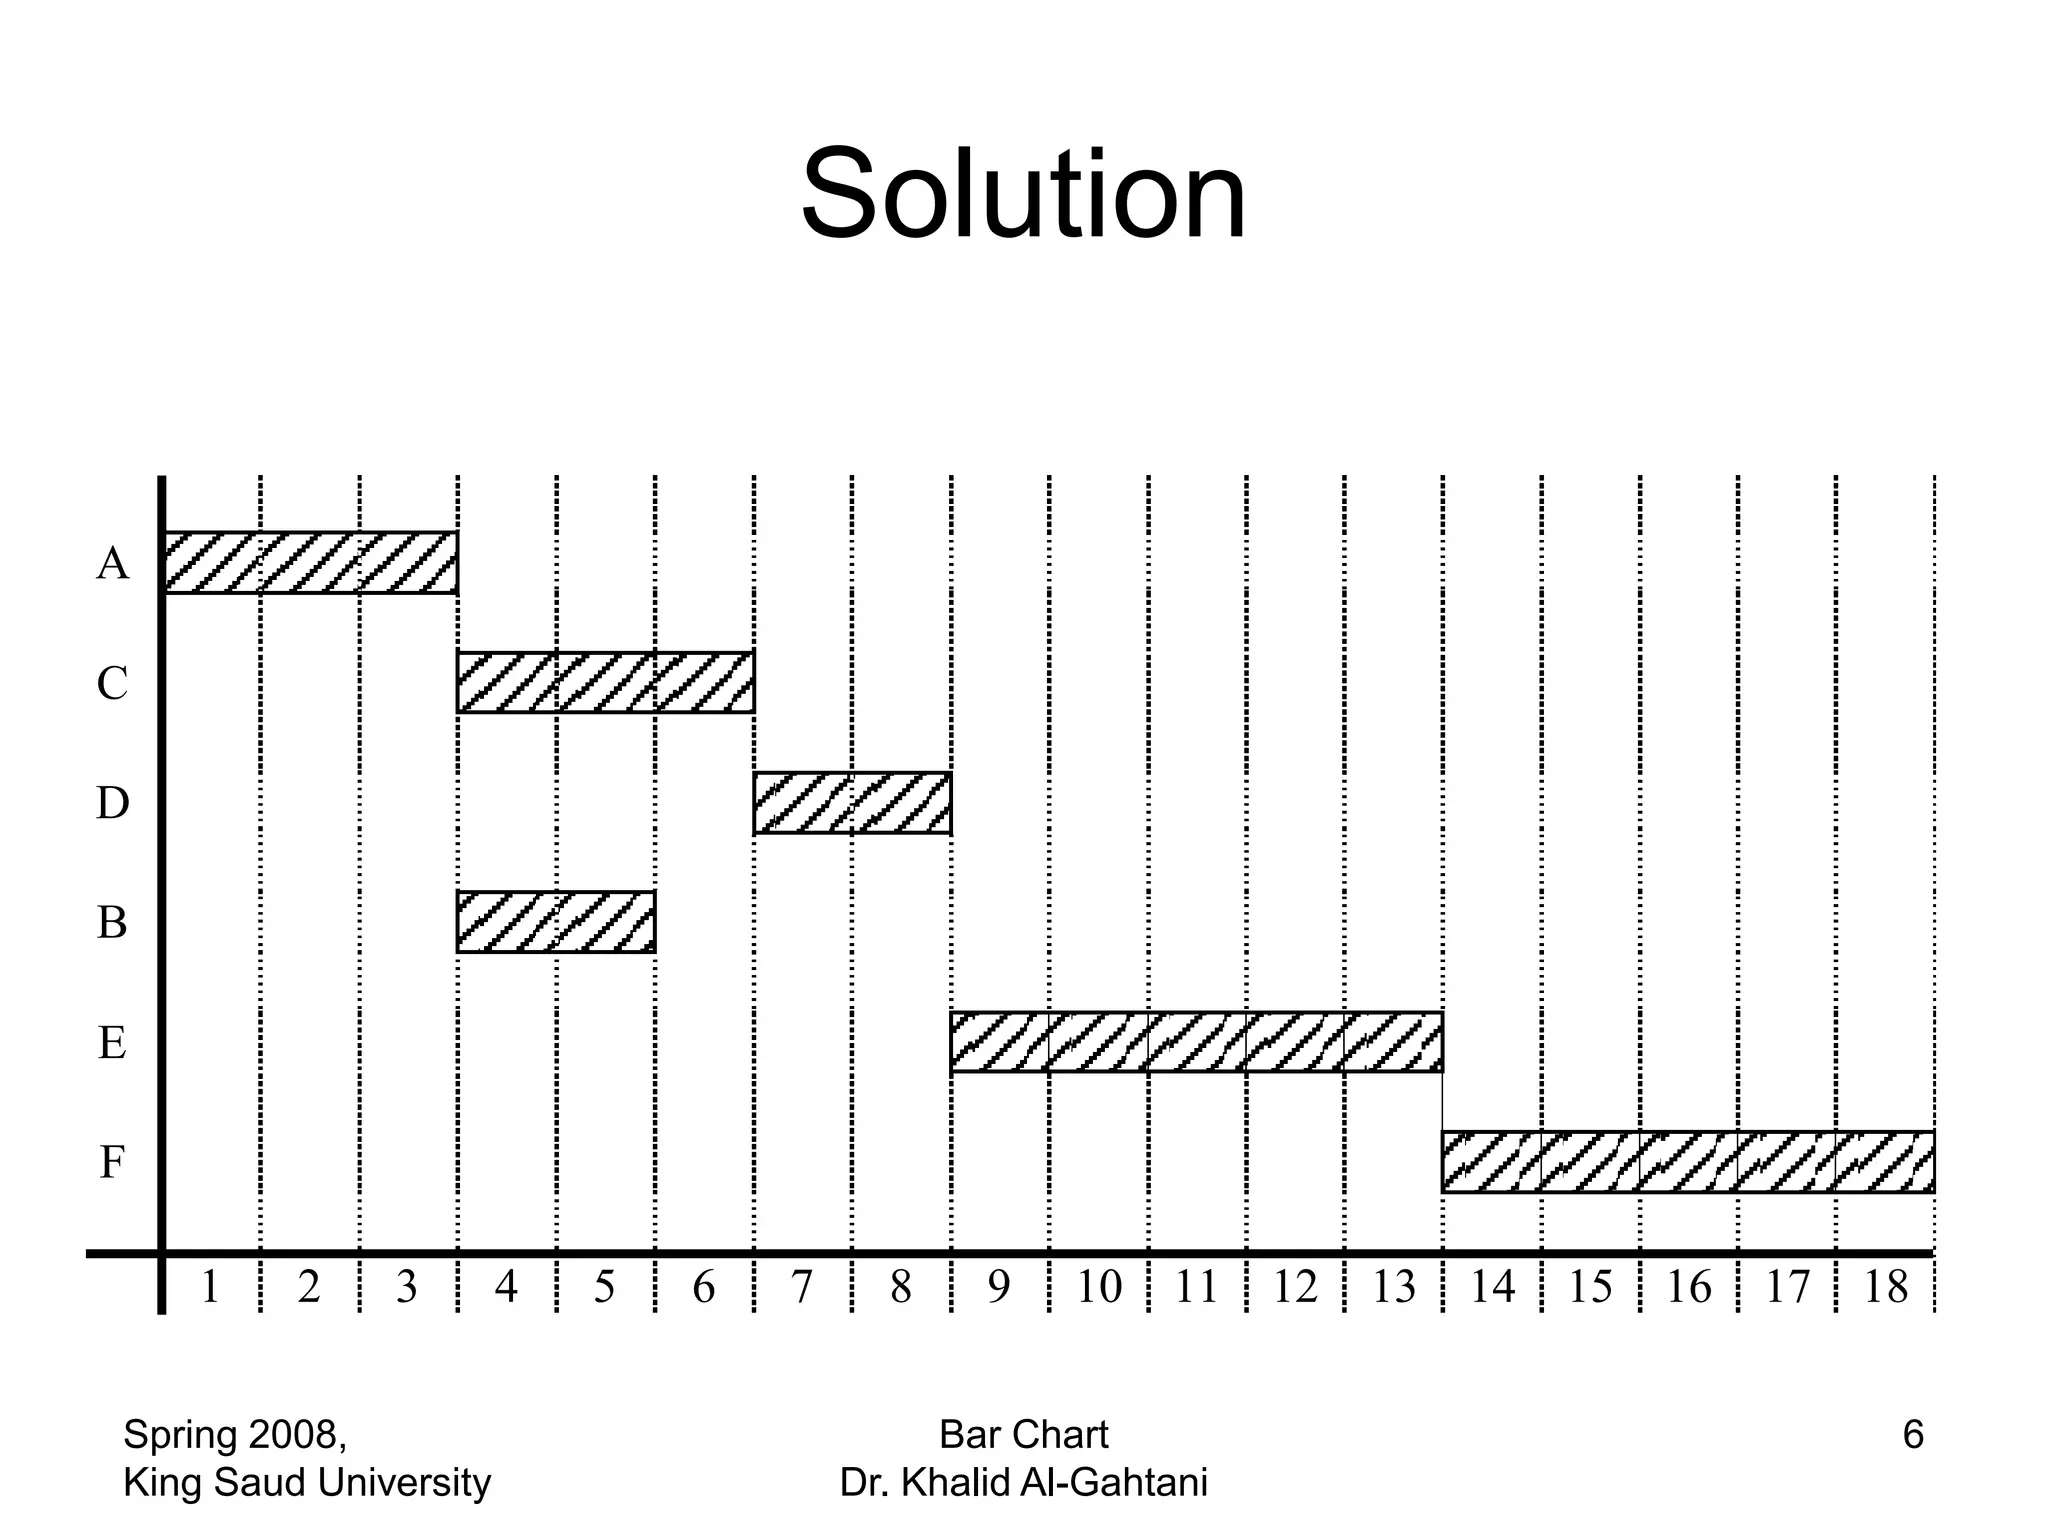 Solution
A
C
D
B
E
F
1 2 3 4 5 6 7 8 9 10 11 12 13 14 15 16 17 18
Spring 2008,
King Saud University
Bar Chart
Dr. Khalid Al-Gahtani
6